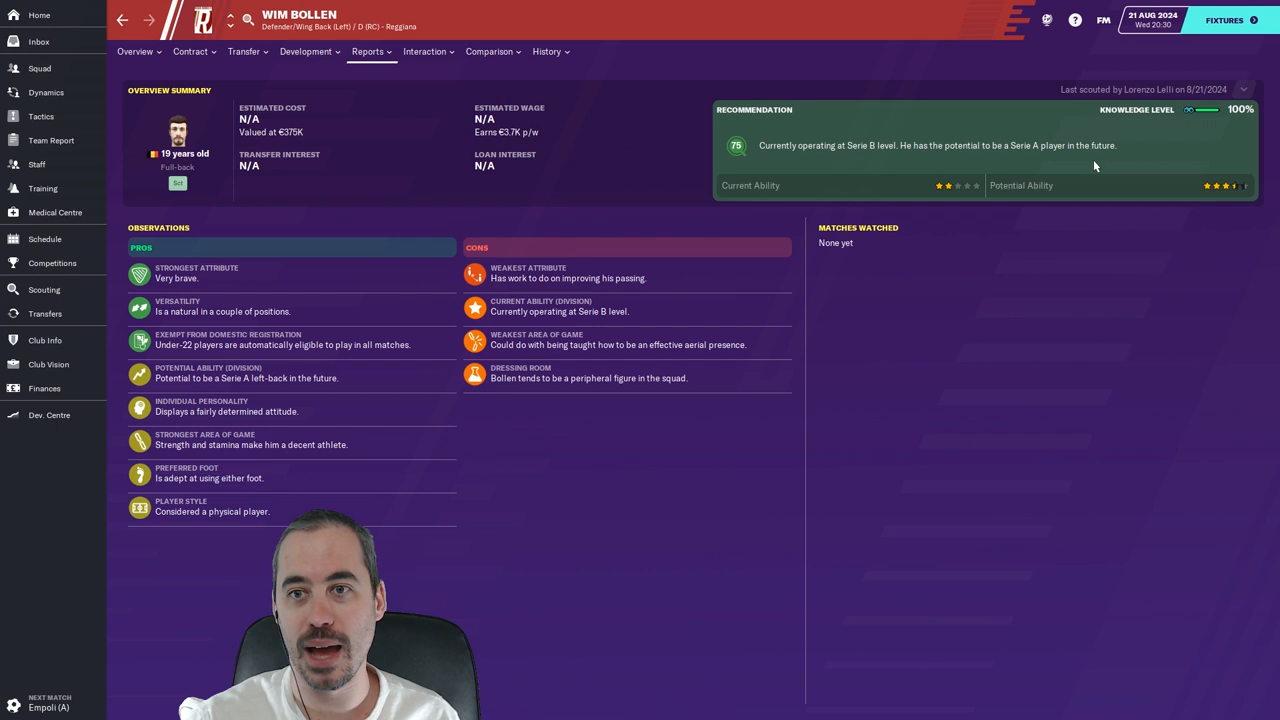 Home
Inbox
Squad
Dynamics
Tactics
Team Report
Staff
Training
Medical Centre
Schedule
Competitions
Scouting
Transfers
Club Info
Club Vision
Finances
Dev. Centre
NEXT MATCH
Empoli (A)
WIM BOLLEN
Defender/Wing Back (Left) / D (RC) - Reggiana
FM
21 AUG 2024
Wed 20:30
FIXTURES
Overview
Contract
Transfer
Development
Reports
Interaction
Comparison
History
OVERVIEW SUMMARY
Last scouted by Lorenzo Lelli on 8/21/2024
19 years old
Full-back
Sct
ESTIMATED COST
N/A
Valued at €375K
TRANSFER INTEREST
N/A
ESTIMATED WAGE
N/A
Earns €3.7K p/w
LOAN INTEREST
N/A
RECOMMENDATION
KNOWLEDGE LEVEL 100%
75
Currently operating at Serie B level. He has the potential to be a Serie A player in the future.
Current Ability
Potential Ability
OBSERVATIONS
PROS
STRONGEST ATTRIBUTE
Very brave.
VERSATILITY
Is a natural in a couple of positions.
EXEMPT FROM DOMESTIC REGISTRATION
Under-22 players are automatically eligible to play in all matches.
POTENTIAL ABILITY (DIVISION)
Potential to be a Serie A left-back in the future.
INDIVIDUAL PERSONALITY
Displays a fairly determined attitude.
STRONGEST AREA OF GAME
Strength and stamina make him a decent athlete.
PREFERRED FOOT
Is adept at using either foot.
PLAYER STYLE
Considered a physical player.
CONS
WEAKEST ATTRIBUTE
Has work to do on improving his passing.
CURRENT ABILITY (DIVISION)
Currently operating at Serie B level.
WEAKEST AREA OF GAME
Could do with being taught how to be an effective aerial presence.
DRESSING ROOM
Bollen tends to be a peripheral figure in the squad.
MATCHES WATCHED
None yet